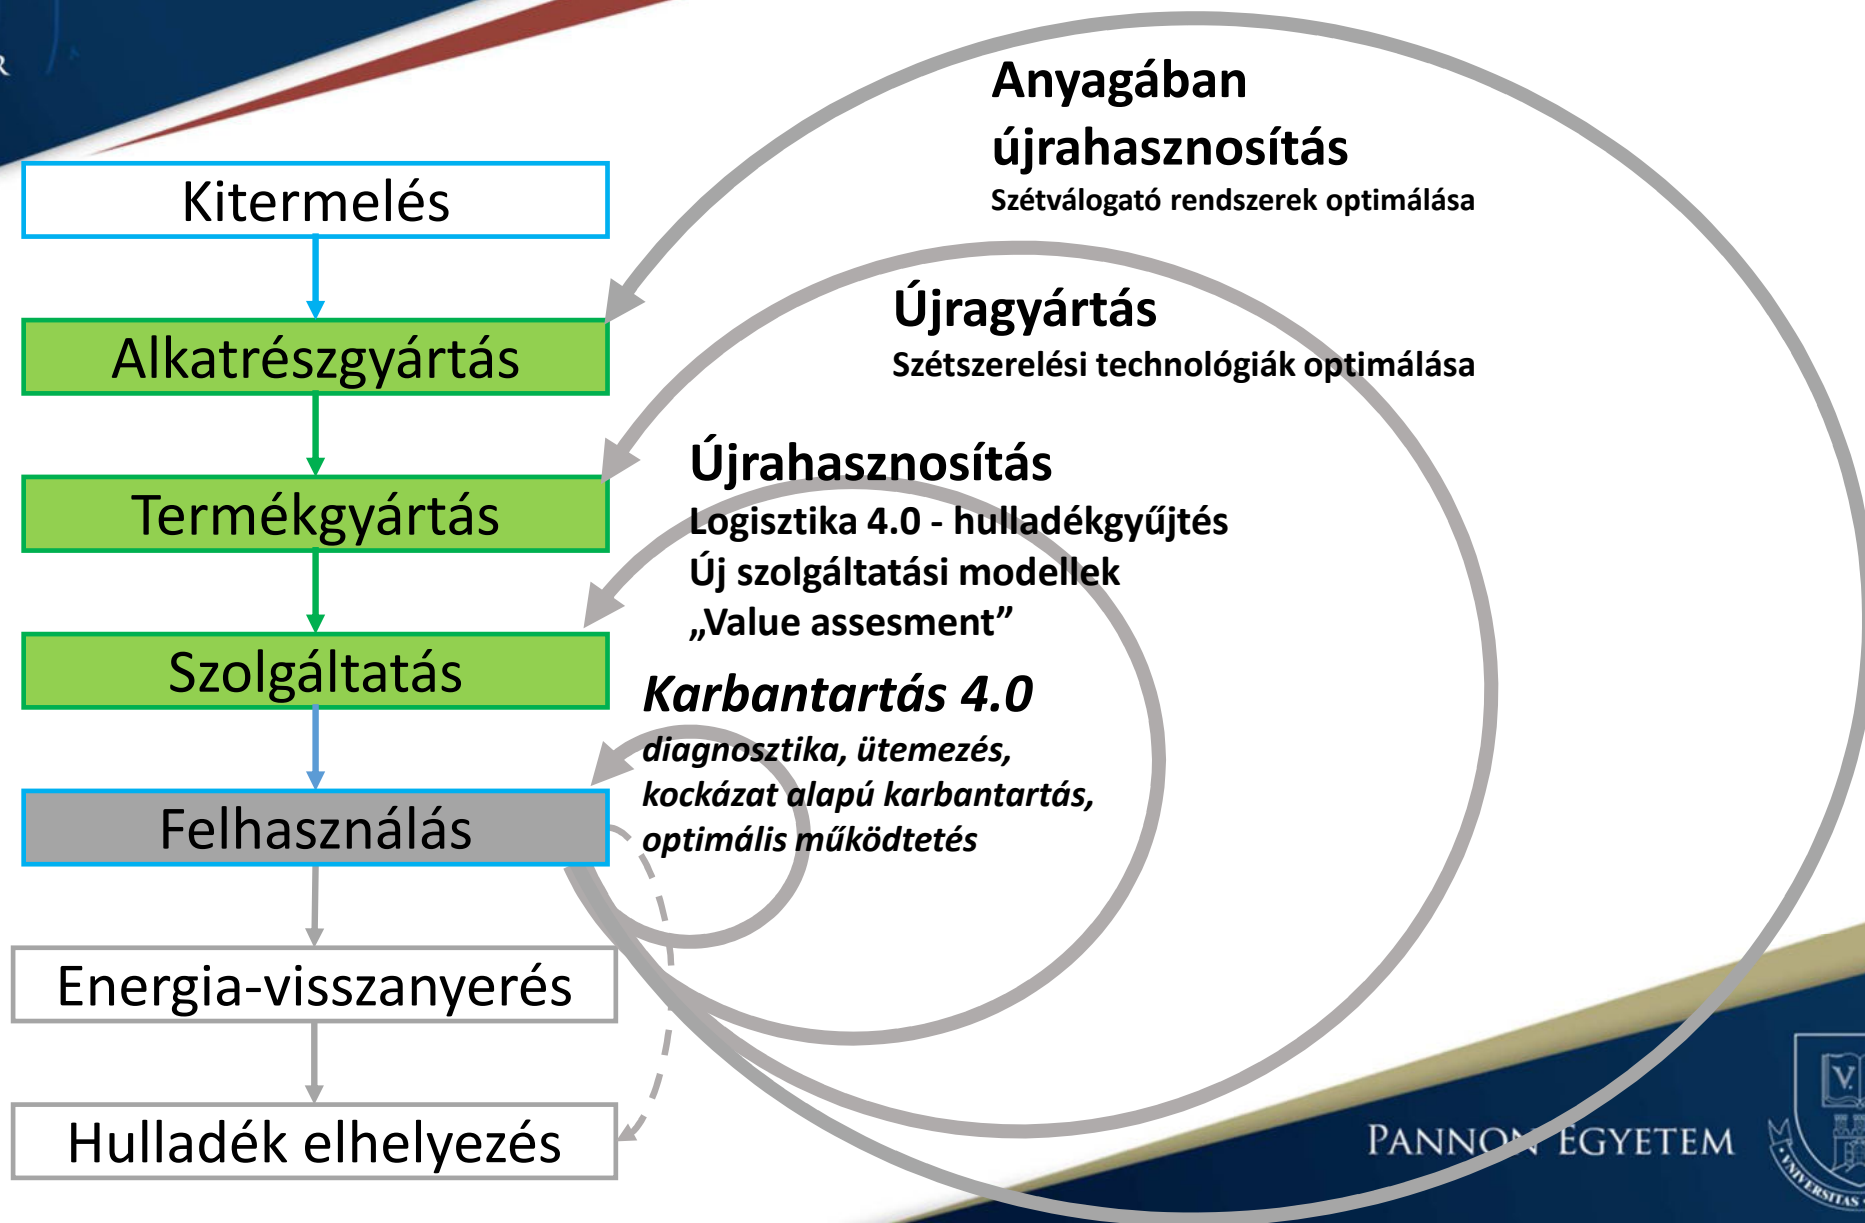 Kitermelés
Alkatrészgyártás
Termékgyártás
Szolgáltatás
Felhasználás
Energia-visszanyerés
Hulladék elhelyezés
Anyagában
újrahasznosítás
Szétválogató rendszerek optimálása
Újragyártás
Szétszerelési technológiák optimálása
Újrahasznosítás
Logisztika 4.0 - hulladékgyűjtés
Új szolgáltatási modellek
„Value assesment”
Karbantartás 4.0
diagnosztika, ütemezés,
kockázat alapú karbantartás,
optimális működtetés
PANNON EGYETEM